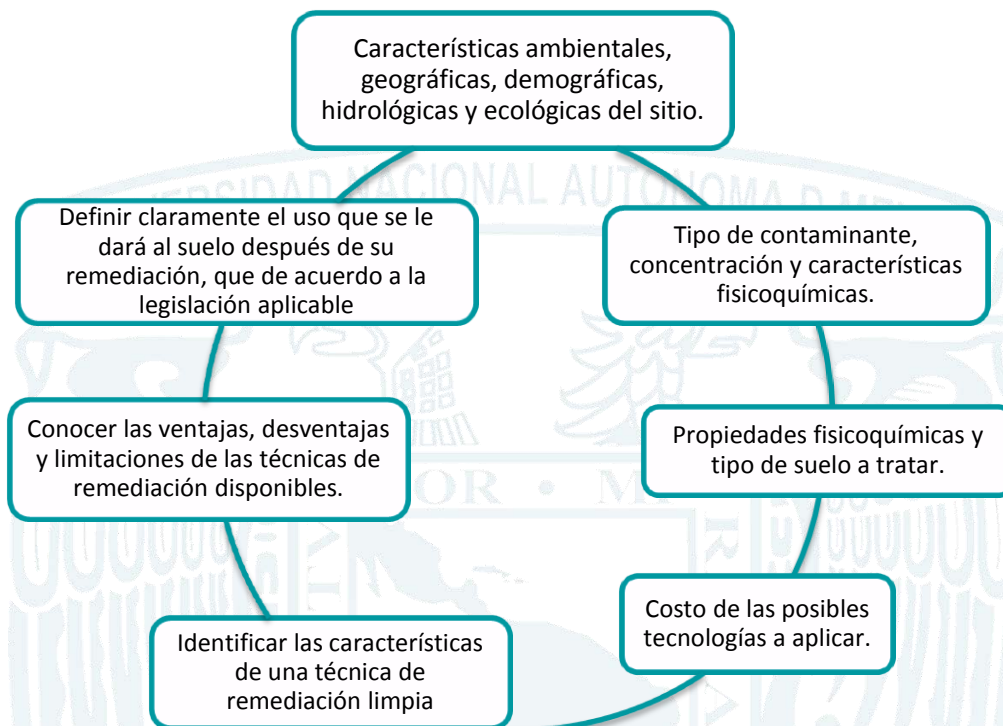 Características ambientales,
geográficas, demográficas,
hidrológicas y ecológicas del sitio.
Tipo de contaminante,
concentración y características
fisicoquímicas.
Propiedades fisicoquímicas y
tipo de suelo a tratar.
Costo de las posibles
tecnologías a aplicar.
Identificar las características
de una técnica de
remediación limpia
Conocer las ventajas, desventajas
y limitaciones de las técnicas de
remediación disponibles.
Definir claramente el uso que se le
dará al suelo después de su
remediación, que de acuerdo a la
legislación aplicable
NACIONAL AUTONOMA D